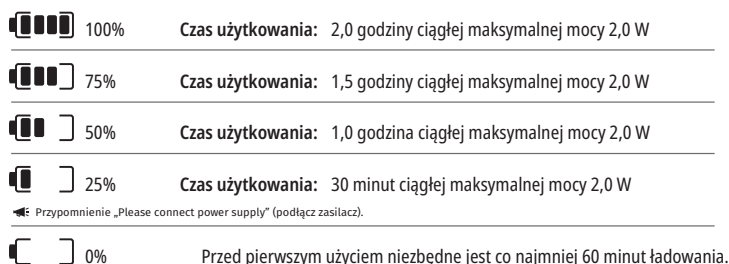 100% Czas użytkowania: 2,0 godziny ciągłej maksymalnej mocy 2,0 W
75% Czas użytkowania: 1,5 godziny ciągłej maksymalnej mocy 2,0 W
50% Czas użytkowania: 1,0 godzina ciągłej maksymalnej mocy 2,0 W
25% Czas użytkowania: 30 minut ciągłej maksymalnej mocy 2,0 W
Przypomnienie „Please connect power supply” (podłącz zasilacz).
0% Przed pierwszym użyciem niezbędne jest co najmniej 60 minut ładowania.